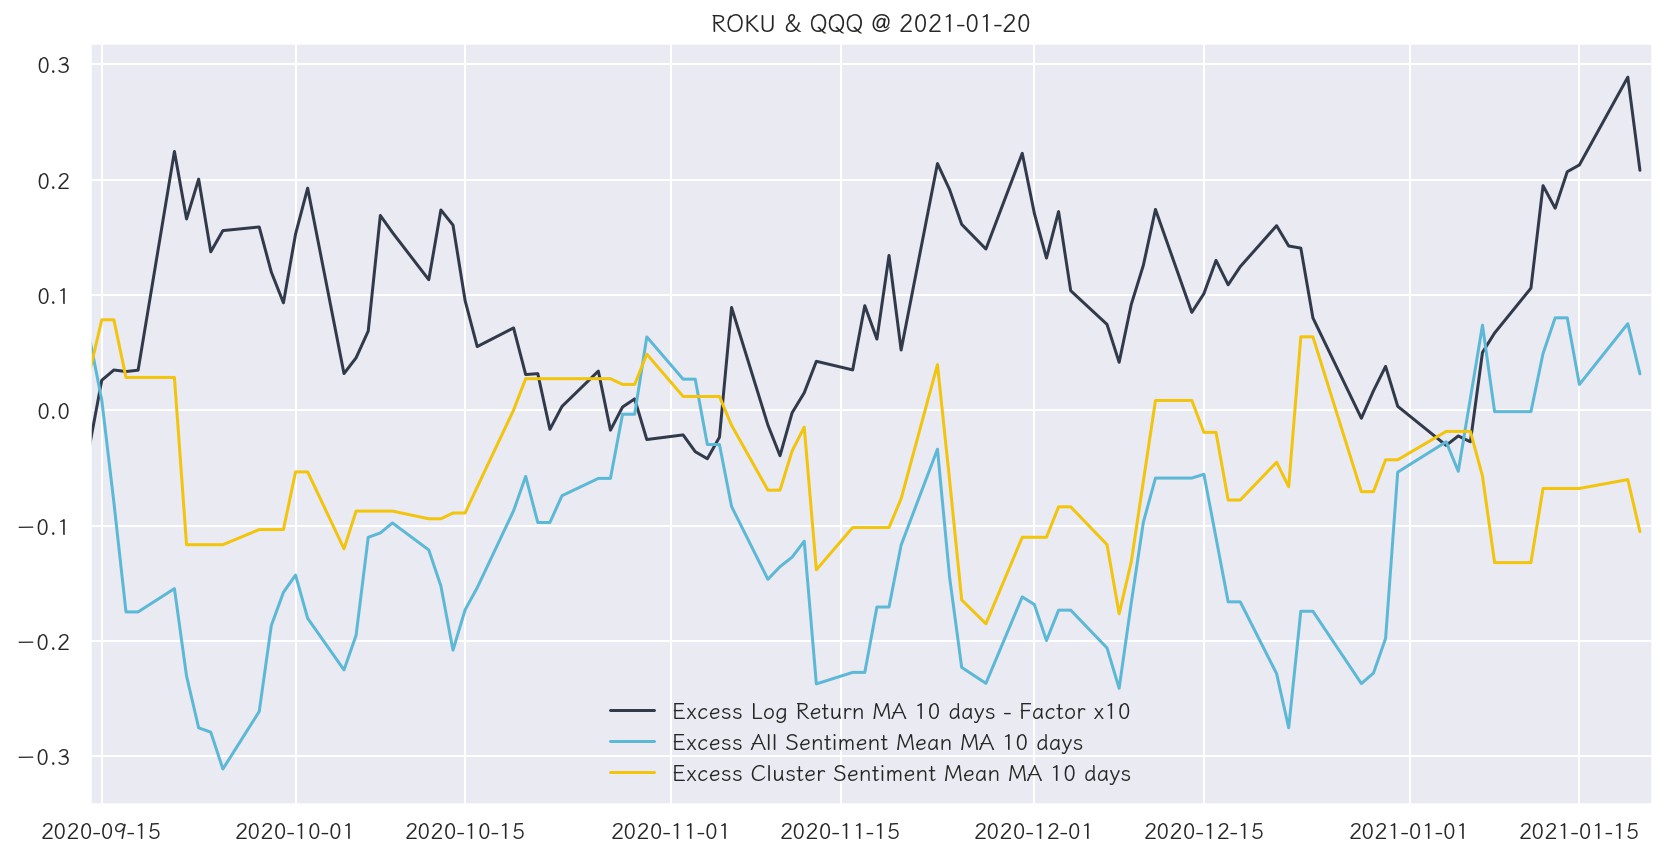 ROKU & QQQ @ 2021-01-20
0.3
0.2
0.1
0.0
−0.1
−0.2
−0.3
Excess Log Return MA 10 days - Factor x10
Excess All Sentiment Mean MA 10 days
Excess Cluster Sentiment Mean MA 10 days
2020-09-15 2020-10-01 2020-10-15 2020-11-01 2020-11-15 2020-12-01 2020-12-15 2021-01-01 2021-01-15